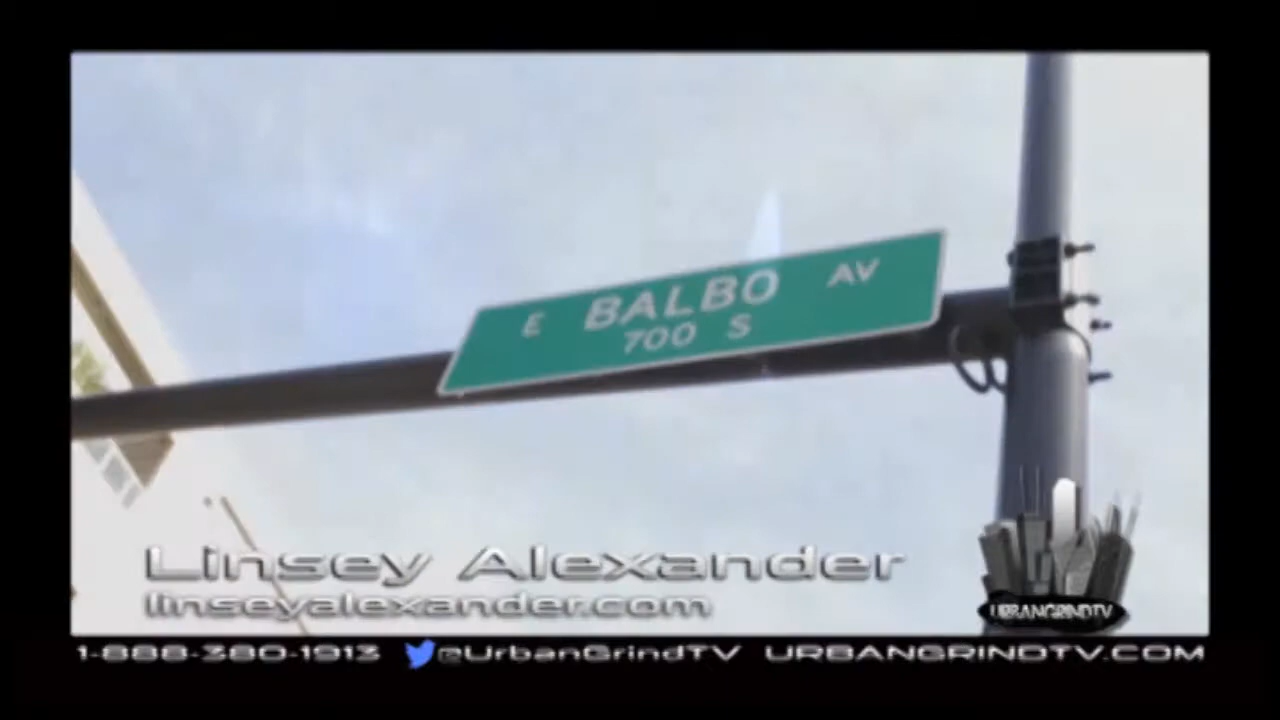 E BALBO AV
700 S
Linsey Alexander
linseyalexander.com
URBANGRINDTV
1-888-380-1913 @UrbanGrindTV URBANGRINDTV.COM